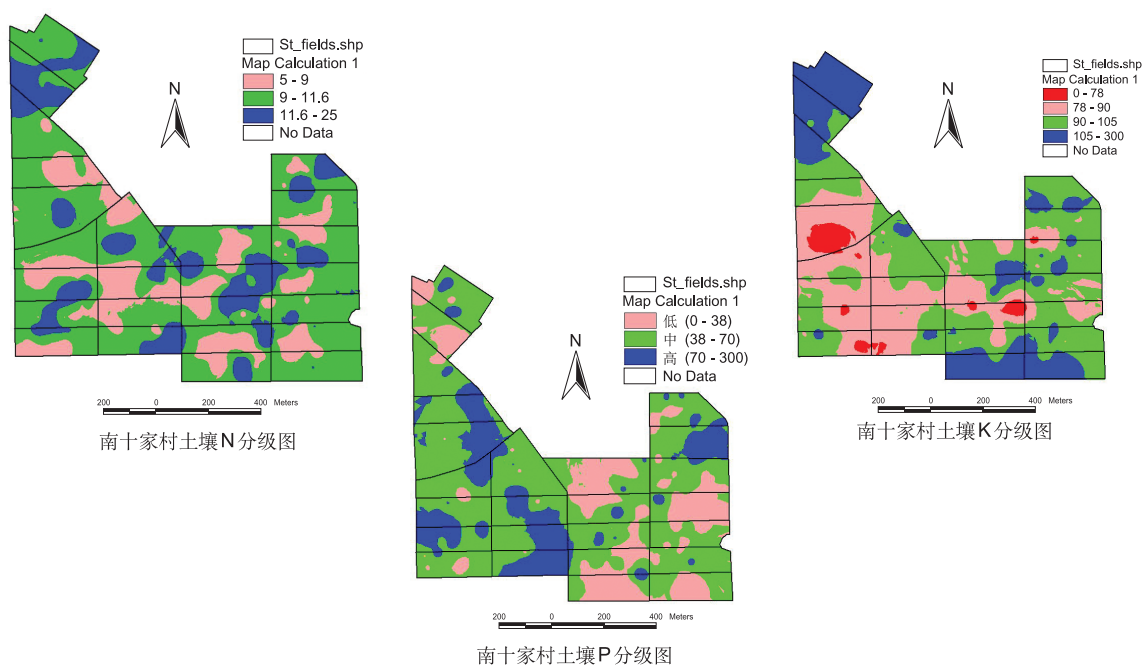 N
St_fields.shp
Map Calculation 1
5 - 9
9 - 11.6
11.6 - 25
No Data
200 0 200 400 Meters
南十家村土壤N分级图
N
St_fields.shp
Map Calculation 1
低 (0 - 38)
中 (38 - 70)
高 (70 - 300)
No Data
200 0 200 400 Meters
南十家村土壤P分级图
N
St_fields.shp
Map Calculation 1
0 - 78
78 - 90
90 - 105
105 - 300
No Data
200 0 200 400 Meters
南十家村土壤K分级图